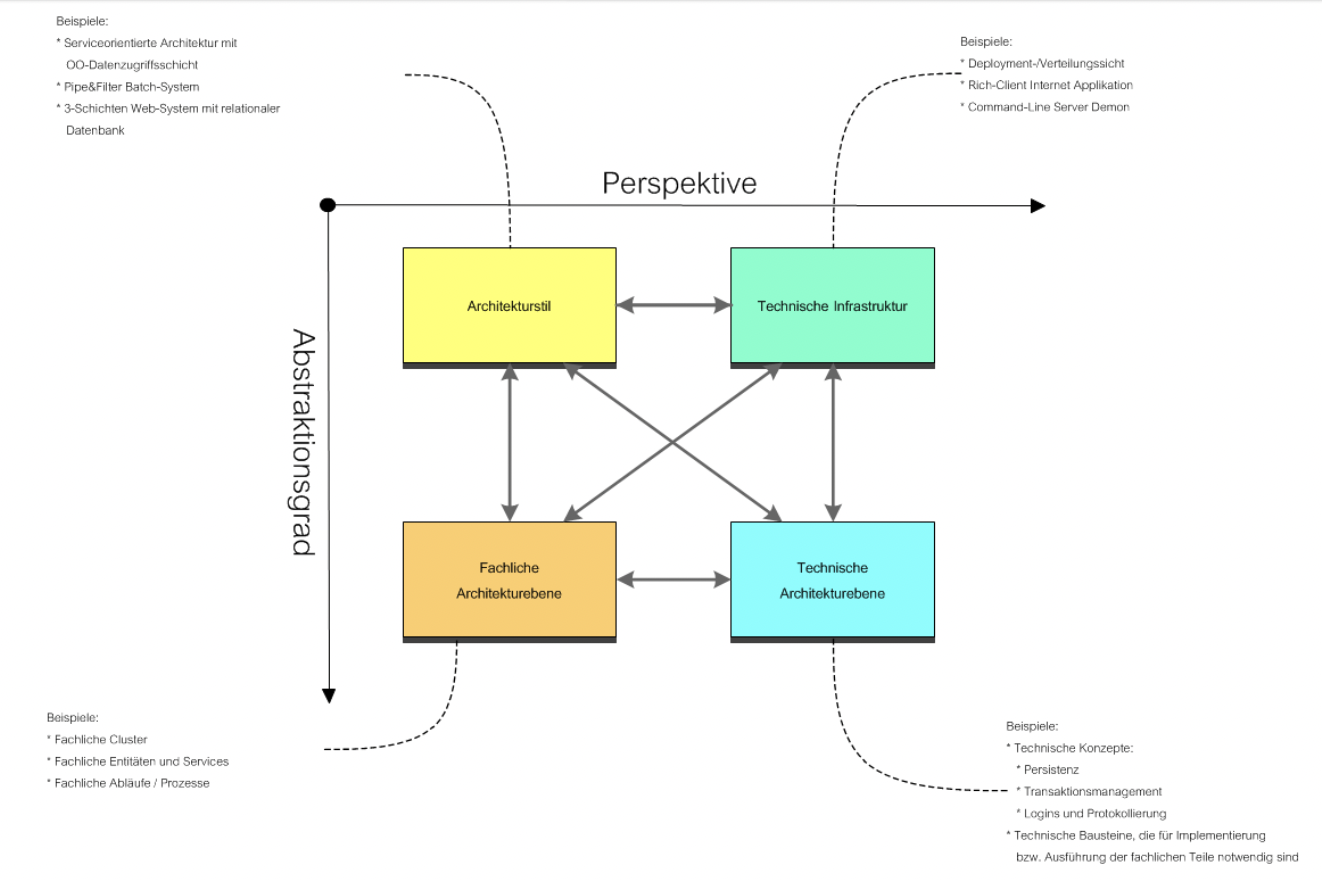 Beispiele:
* Serviceorientierte Architektur mit
OO-Datenzugriffsschicht
* Pipe&Filter Batch-System
* 3-Schichten Web-System mit relationaler
Datenbank
Beispiele:
* Deployment-/Verteilungssicht
* Rich-Client Internet Applikation
* Command-Line Server Demon
Perspektive
Abstraktionsgrad
Architekturstil
Technische Infrastruktur
Fachliche
Architekturebene
Technische
Architekturebene
Beispiele:
* Fachliche Cluster
* Fachliche Entitäten und Services
* Fachliche Abläufe / Prozesse
Beispiele:
* Technische Konzepte:
* Persistenz
* Transaktionsmanagement
* Logins und Protokollierung
* Technische Bausteine, die für Implementierung
bzw. Ausführung der fachlichen Teile notwendig sind